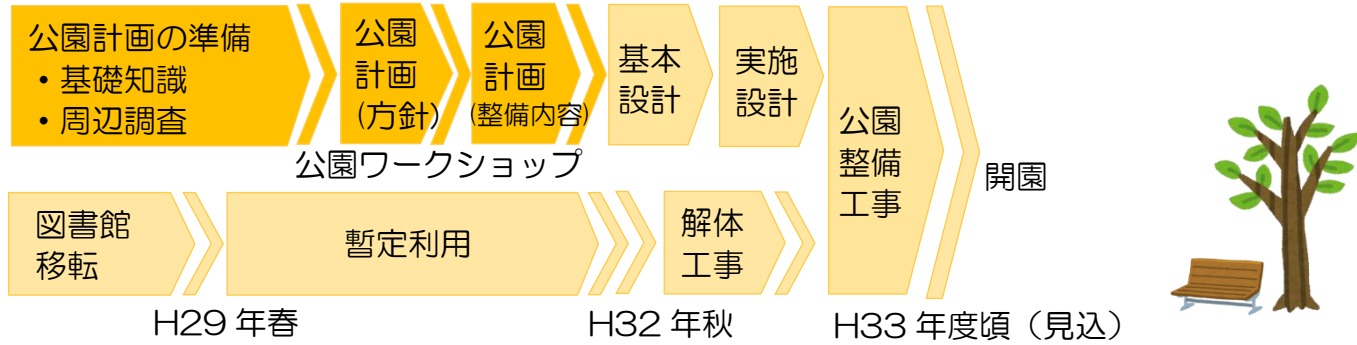 公園計画の準備
・基礎知識
・周辺調査
公園
計画
(方針)
公園
計画
(整備内容)
基本
設計
実施
設計
公園
整備
工事
開園
公園ワークショップ
図書館
移転
暫定利用
解体
工事
H29 年春
H32 年秋
H33 年度頃（見込）